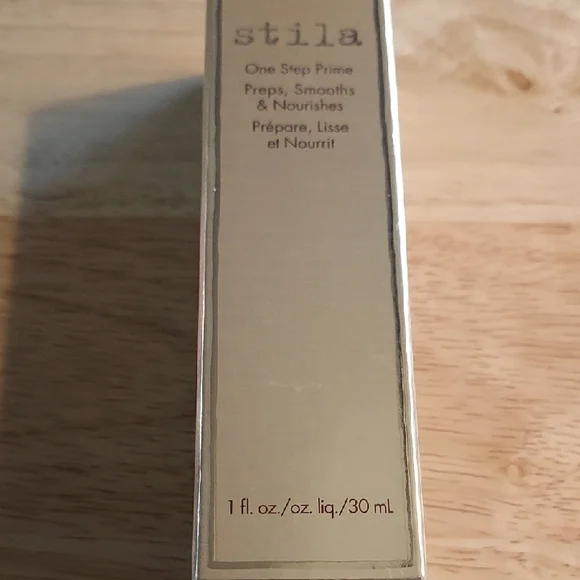 stila
One Step Prime
Preps, Smooths
& Nourishes
Prépare, Lisse
et Nourrit
1 fl. oz./oz. liq./30 mL